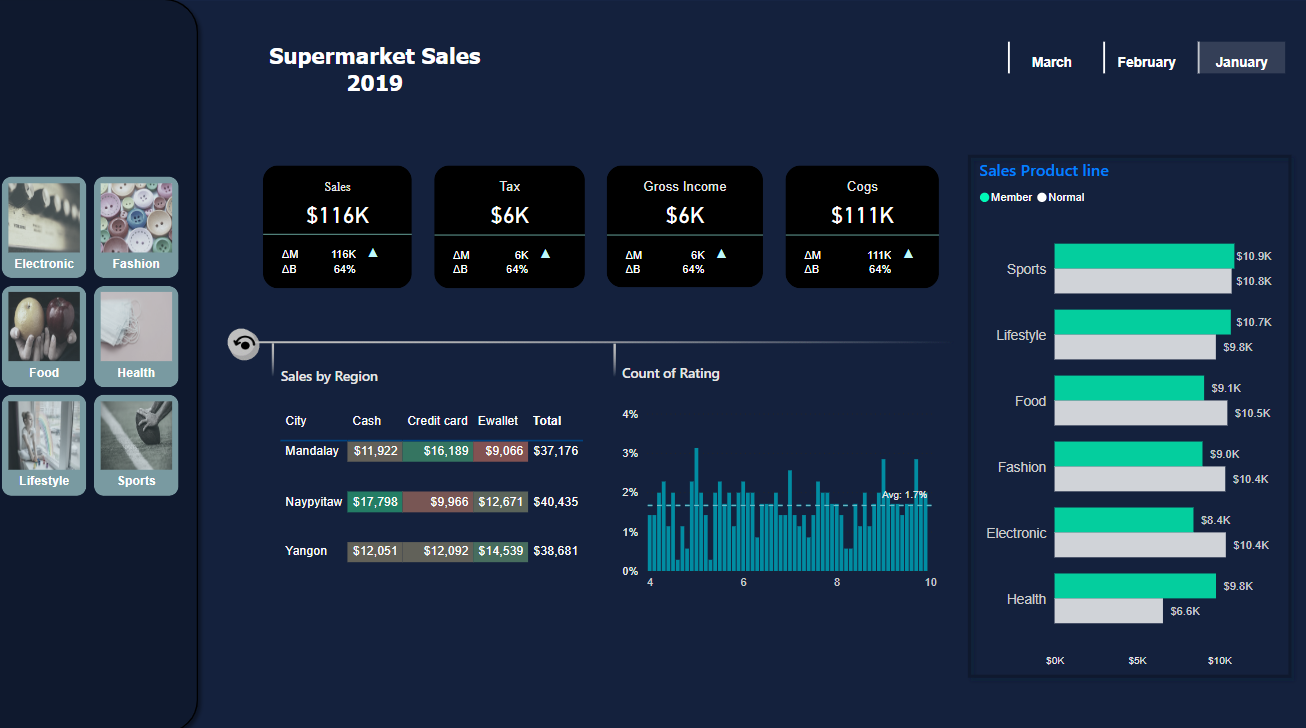 Supermarket Sales
2019
March February January
Electronic Fashion
Food Health
Lifestyle Sports
Sales
$116K
ΔM 116K ▲
ΔB 64%
Tax
$6K
ΔM 6K ▲
ΔB 64%
Gross Income
$6K
ΔM 6K ▲
ΔB 64%
Cogs
$111K
ΔM 111K ▲
ΔB 64%
Sales by Region
City Cash Credit card Ewallet Total
Mandalay $11,922 $16,189 $9,066 $37,176
Naypyitaw $17,798 $9,966 $12,671 $40,435
Yangon $12,051 $12,092 $14,539 $38,681
Count of Rating
4%
3%
2%
1%
0%
Avg: 1.7%
4 6 8 10
Sales Product line
Member Normal
Sports $10.9K
$10.8K
Lifestyle $10.7K
$9.8K
Food $9.1K
$10.5K
Fashion $9.0K
$10.4K
Electronic $8.4K
$10.4K
Health $9.8K
$6.6K
$0K $5K $10K